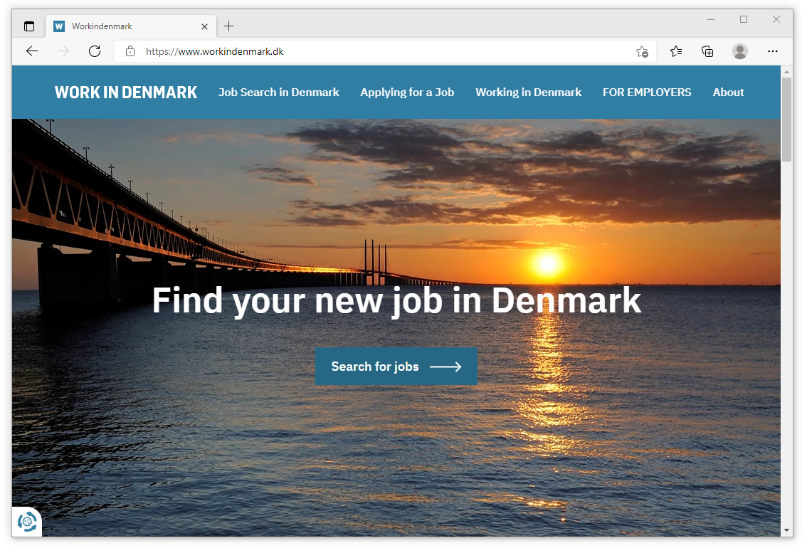 Workindenmark
https://www.workindenmark.dk
WORK IN DENMARK Job Search in Denmark Applying for a Job Working in Denmark FOR EMPLOYERS About
Find your new job in Denmark
Search for jobs